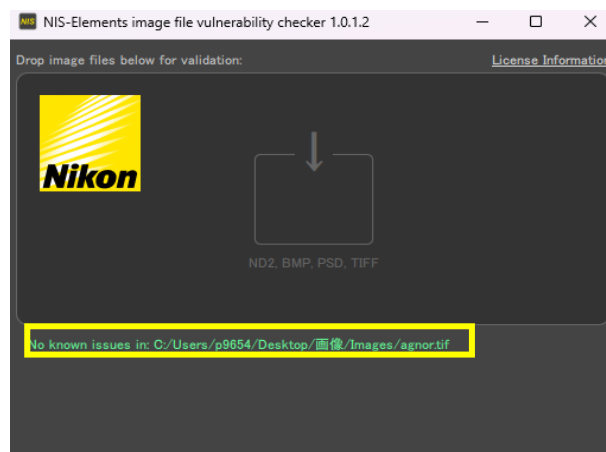 NIS NIS-Elements image file vulnerability checker 1.0.1.2
Drop image files below for validation: License Information
Nikon
ND2, BMP, PSD, TIFF
No known issues in: C:/Users/p9654/Desktop/画像/Images/agnor.tif